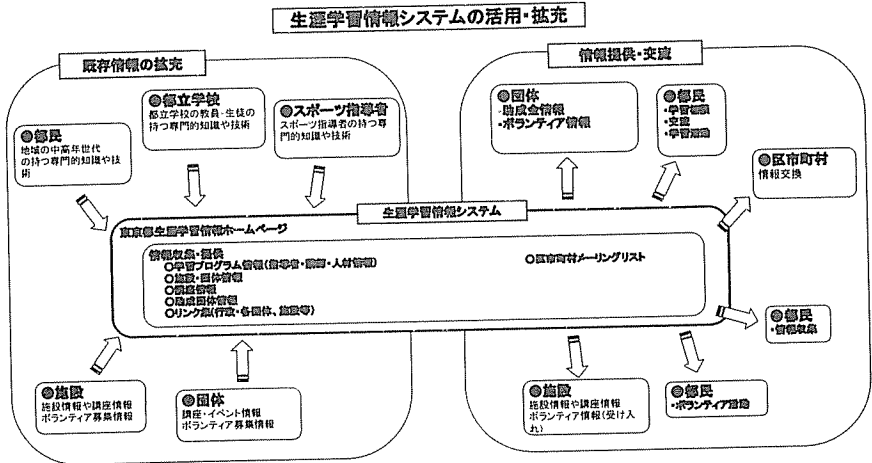 生涯学習情報システムの活用・拡充
既存情報の拡充
情報提供・交流
●都民
地域の中高年世代
の持つ専門的知識や技
術
●都立学校
都立学校の教員・生徒の
持つ専門的知識や技術
●スポーツ指導者
スポーツ指導者の持つ専
門的知識や技術
●団体
・助成金情報
・ボランティア情報
●都民
・学習相談
・交流
・学習活動
●区市町村
情報交換
生涯学習情報システム
東京都生涯学習情報ホームページ
情報収集・提供
○学習プログラム情報(指導者・講師・人材情報)
○施設・団体情報
○講座情報
○助成団体情報
○リンク集(行政・各団体、施設等)
○区市町村メーリングリスト
●都民
・情報収集
●施設
施設情報や講座情報
ボランティア募集情報
●団体
講座・イベント情報
ボランティア募集情報
●施設
施設情報や講座情報
ボランティア情報(受け入
れ)
●都民
・ボランティア活動